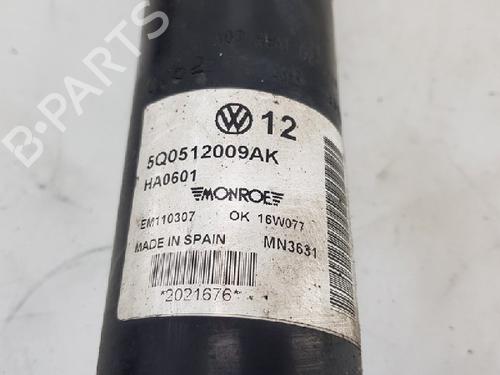 12
5Q0512009AK
HA0601
MONROE
EM110307 OK 16W077
MADE IN SPAIN MN3631
*2021676*
B-PARTS